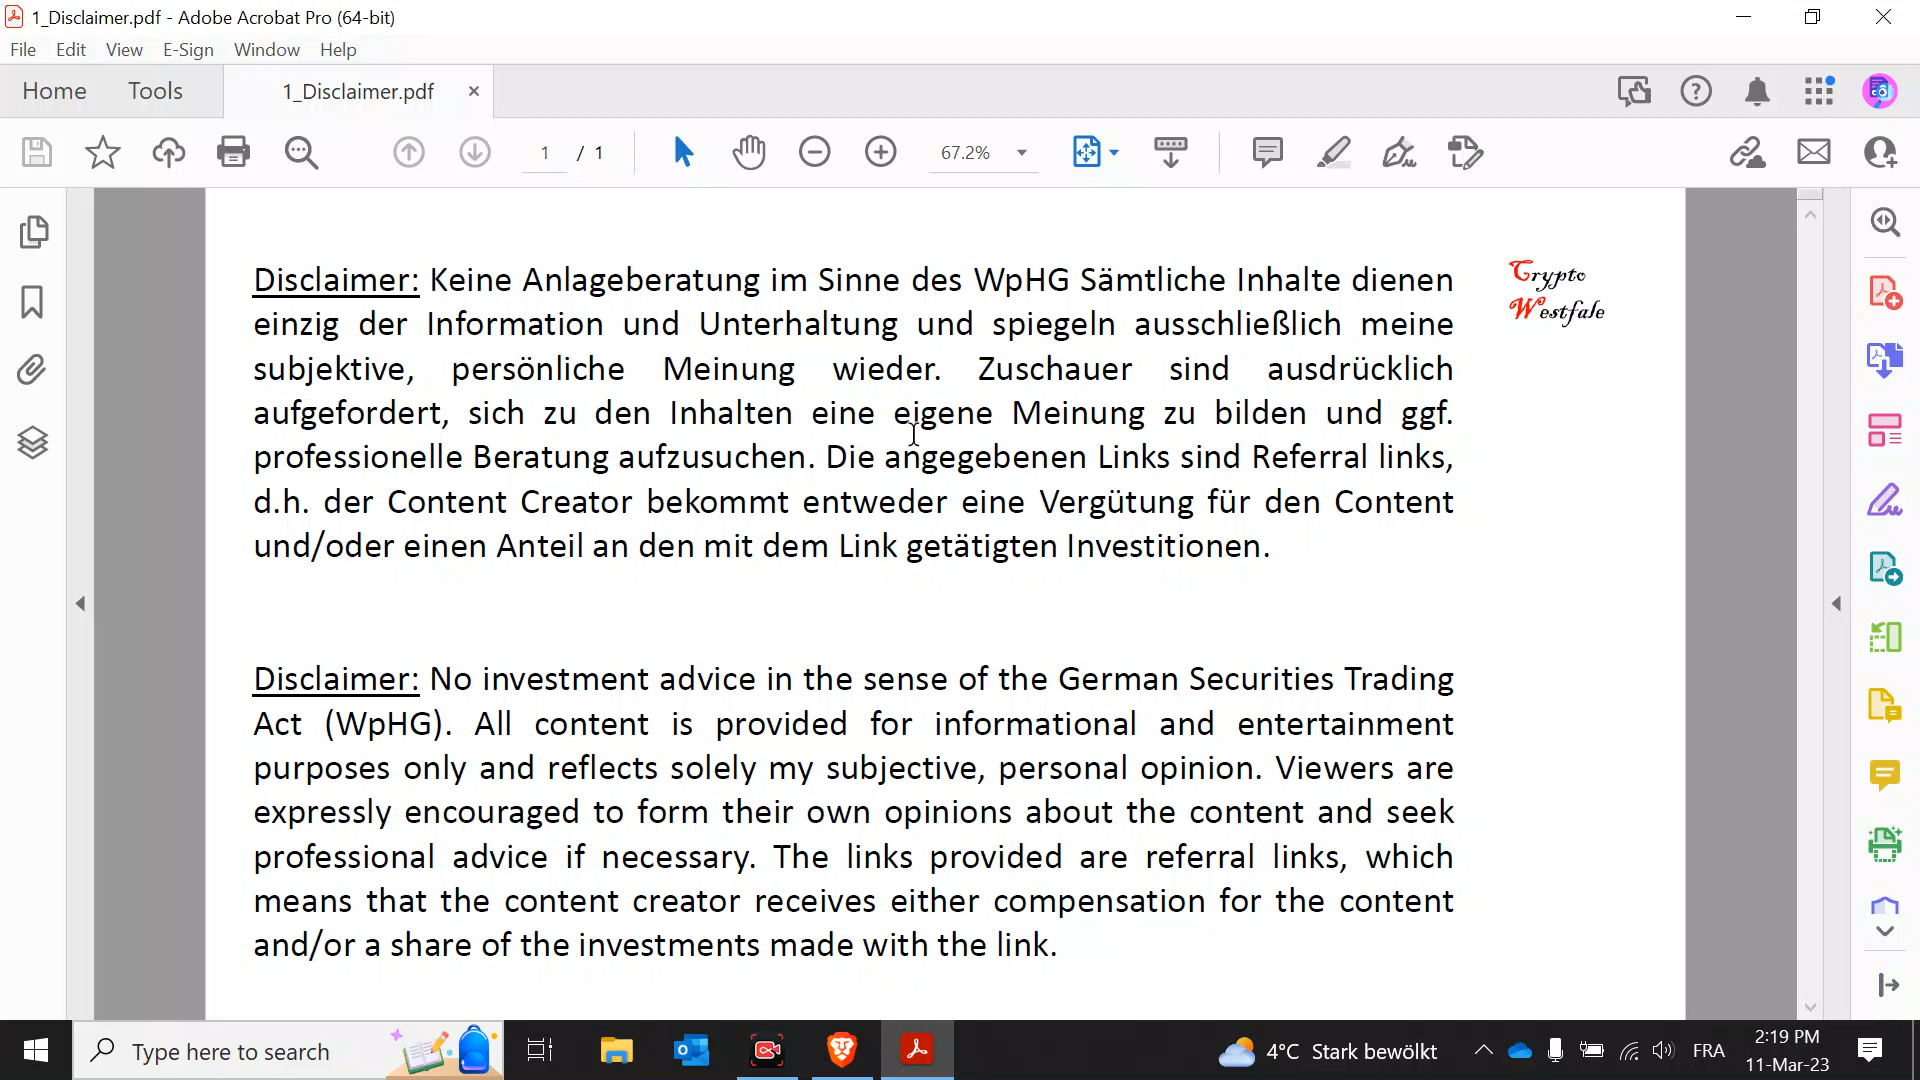 1_Disclaimer.pdf - Adobe Acrobat Pro (64-bit)
File Edit View E-Sign Window Help
Home Tools 1_Disclaimer.pdf
1 / 1 67.2%
Disclaimer: Keine Anlageberatung im Sinne des WpHG Sämtliche Inhalte dienen
einzig der Information und Unterhaltung und spiegeln ausschließlich meine
subjektive, persönliche Meinung wieder. Zuschauer sind ausdrücklich
aufgefordert, sich zu den Inhalten eine eigene Meinung zu bilden und ggf.
professionelle Beratung aufzusuchen. Die angegebenen Links sind Referral links,
d.h. der Content Creator bekommt entweder eine Vergütung für den Content
und/oder einen Anteil an den mit dem Link getätigten Investitionen.
Crypto
Westfale
Disclaimer: No investment advice in the sense of the German Securities Trading
Act (WpHG). All content is provided for informational and entertainment
purposes only and reflects solely my subjective, personal opinion. Viewers are
expressly encouraged to form their own opinions about the content and seek
professional advice if necessary. The links provided are referral links, which
means that the content creator receives either compensation for the content
and/or a share of the investments made with the link.
Type here to search
4°C Stark bewölkt
FRA
2:19 PM
11-Mar-23